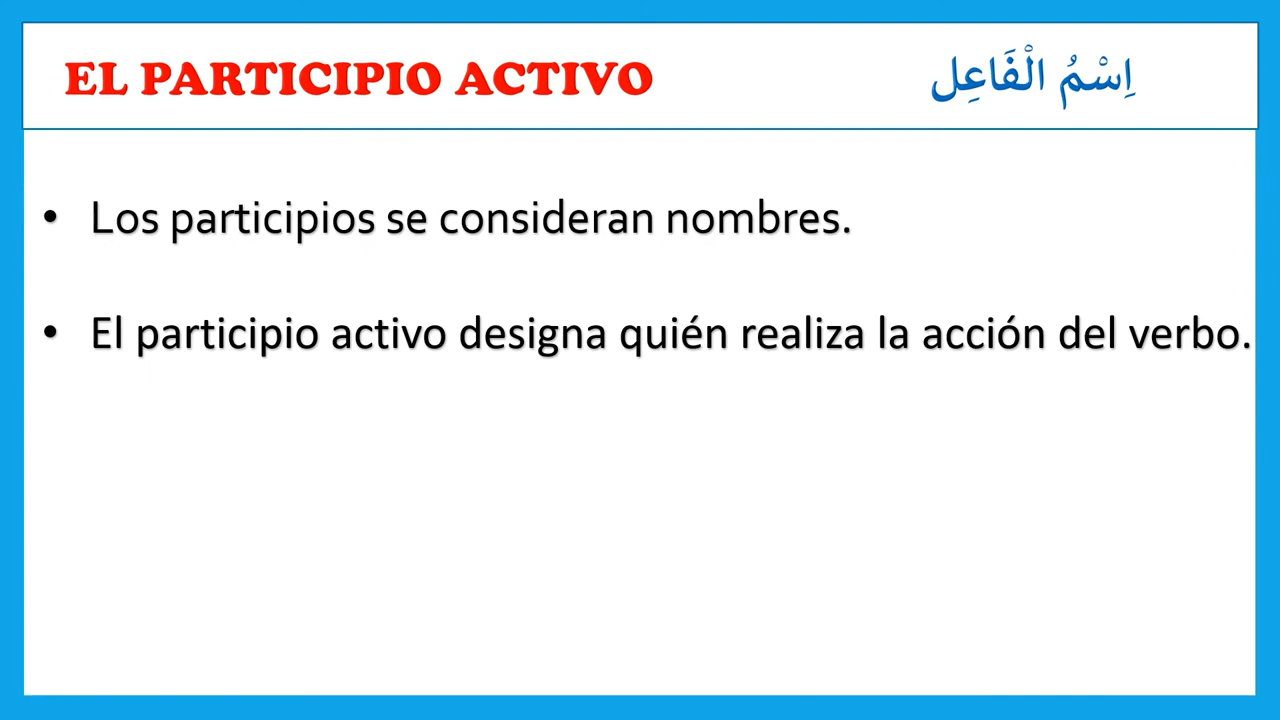 EL PARTICIPIO ACTIVO
اِسْمُ الْفَاعِل
• Los participios se consideran nombres.
• El participio activo designa quién realiza la acción del verbo.